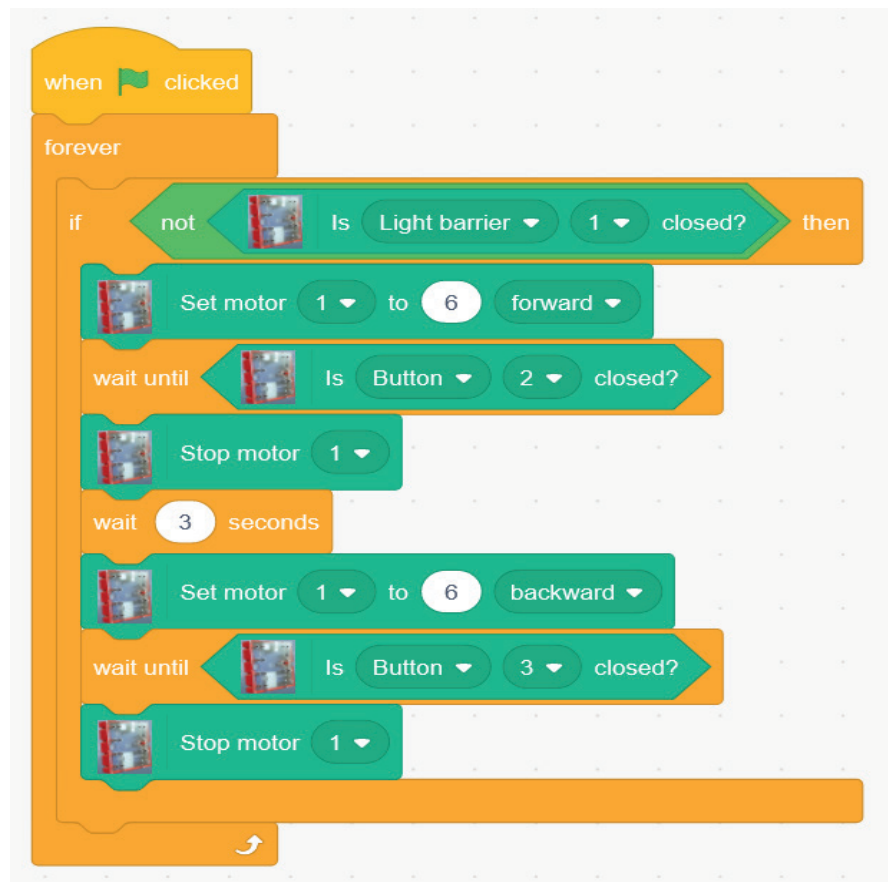 when clicked
forever
if not Is Light barrier 1 closed? then
Set motor 1 to 6 forward
wait until Is Button 2 closed?
Stop motor 1
wait 3 seconds
Set motor 1 to 6 backward
wait until Is Button 3 closed?
Stop motor 1